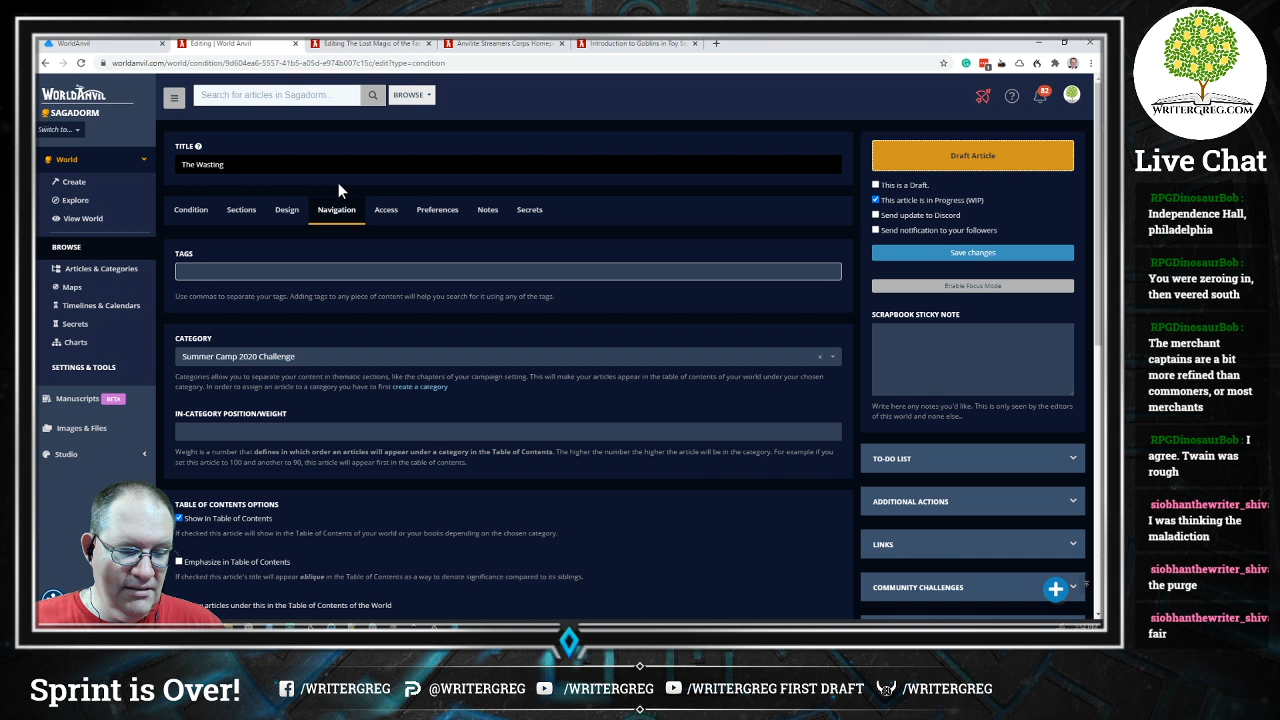 WorldAnvil
Editing | World Anvil
Editing The Lost Magic of the Fa
Anvilite Streamers Corps Homep
Introduction to Goblins in Toy S
worldanvil.com/world/condition/9d604ea6-5557-41b5-a05d-e974b007c15c/edit?type=condition
WORLDANVIL
SAGADORM
Switch to...
Search for articles in Sagadorm...
BROWSE
82
World
Create
Explore
View World
BROWSE
Articles & Categories
Maps
Timelines & Calendars
Secrets
Charts
SETTINGS & TOOLS
Manuscripts BETA
Images & Files
Studio
TITLE
The Wasting
Condition
Sections
Design
Navigation
Access
Preferences
Notes
Secrets
TAGS
Use commas to separate your tags. Adding tags to any piece of content will help you search for it using any of the tags.
CATEGORY
Summer Camp 2020 Challenge
Categories allow you to separate your content in thematic sections, like the chapters of your campaign setting. This will make your articles appear in the table of contents of your world under your chosen
category. In order to assign an article to a category you have to first create a category
IN-CATEGORY POSITION/WEIGHT
Weight is a number that defines in which order an articles will appear under a category in the Table of Contents. The higher the number the higher the article will be in the category. For example if you
set this article to 100 and another to 90, this article will appear first in the table of contents.
TABLE OF CONTENTS OPTIONS
Show in Table of Contents
If checked this article will show in the Table of Contents of your world or your books depending on the chosen category.
Emphasize in Table of Contents
If checked this article's title will appear oblique in the Table of Contents as a way to denote significance compared to its siblings.
articles under this in the Table of Contents of the World
Draft Article
This is a Draft.
This article is in Progress (WIP)
Send update to Discord
Send notification to your followers
Save changes
Enable Focus Mode
SCRAPBOOK STICKY NOTE
Write here any notes you'd like. This is only seen by the editors
of this world and none else..
TO-DO LIST
ADDITIONAL ACTIONS
LINKS
COMMUNITY CHALLENGES
WRITERGREG.COM
Live Chat
RPGDinosaurBob :
Independence Hall,
philadelphia
RPGDinosaurBob :
You were zeroing in,
then veered south
RPGDinosaurBob :
The merchant
captains are a bit
more refined than
commoners, or most
merchants
RPGDinosaurBob : I
agree. Twain was
rough
siobhanthewriter_shiva
I was thinking the
maladiction
siobhanthewriter_shiva
the purge
siobhanthewriter_shiva
fair
Sprint is Over!
/WRITERGREG
@WRITERGREG
/WRITERGREG
/WRITERGREG FIRST DRAFT
/WRITERGREG